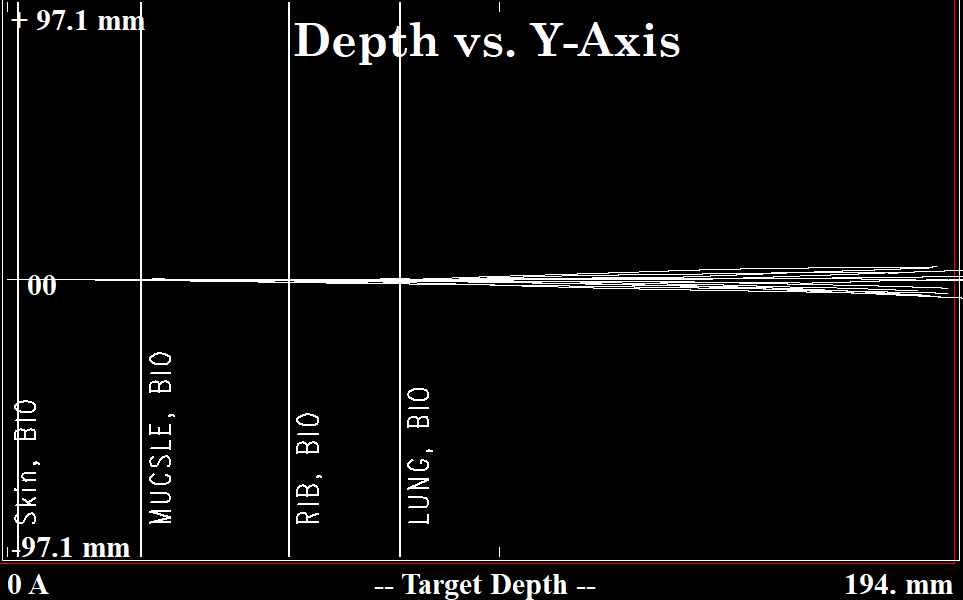 + 97.1 mm
Depth vs. Y-Axis
00
Skin, BIO
MUCSLE, BIO
RIB, BIO
LUNG, BIO
-97.1 mm
0 A
-- Target Depth --
194. mm